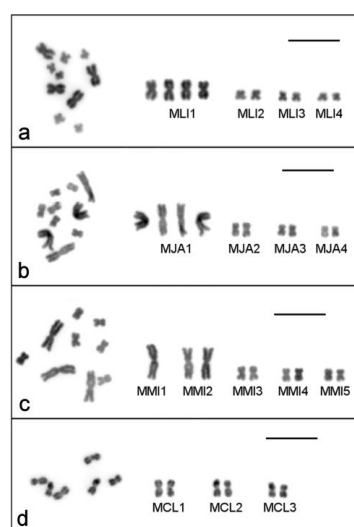 MLI1 MLI2 MLI3 MLI4
a
MJA1 MJA2 MJA3 MJA4
b
MMI1 MMI2 MMI3 MMI4 MMI5
c
MCL1 MCL2 MCL3
d